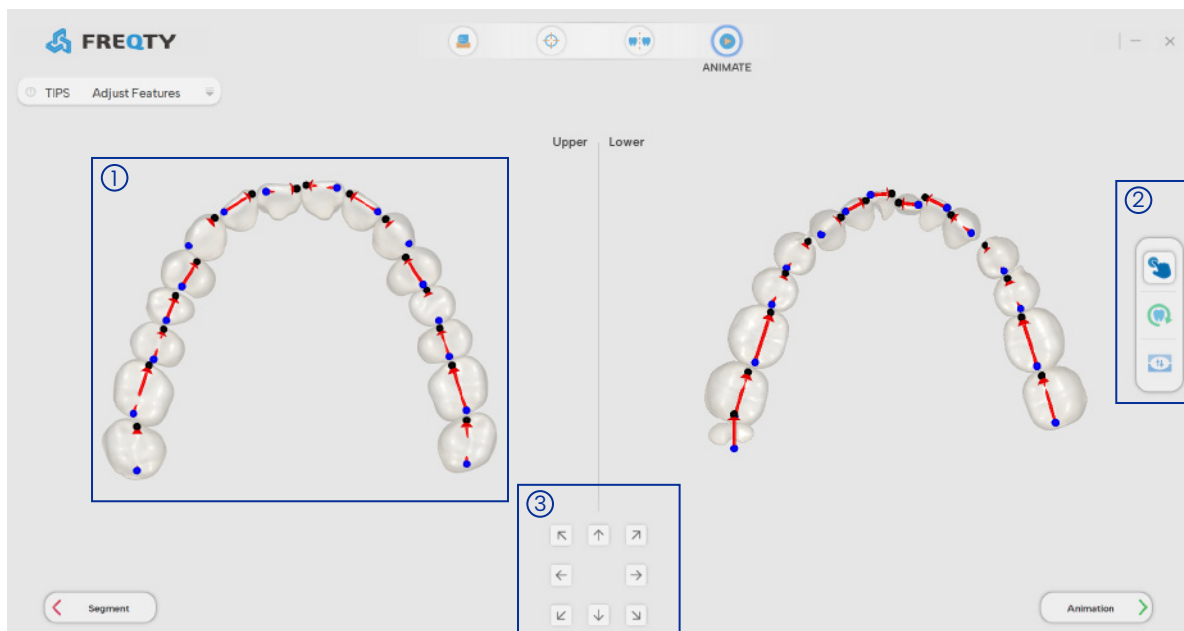 FREQTY
ANIMATE
TIPS Adjust Features
Upper Lower
①
②
③
Segment
Animation